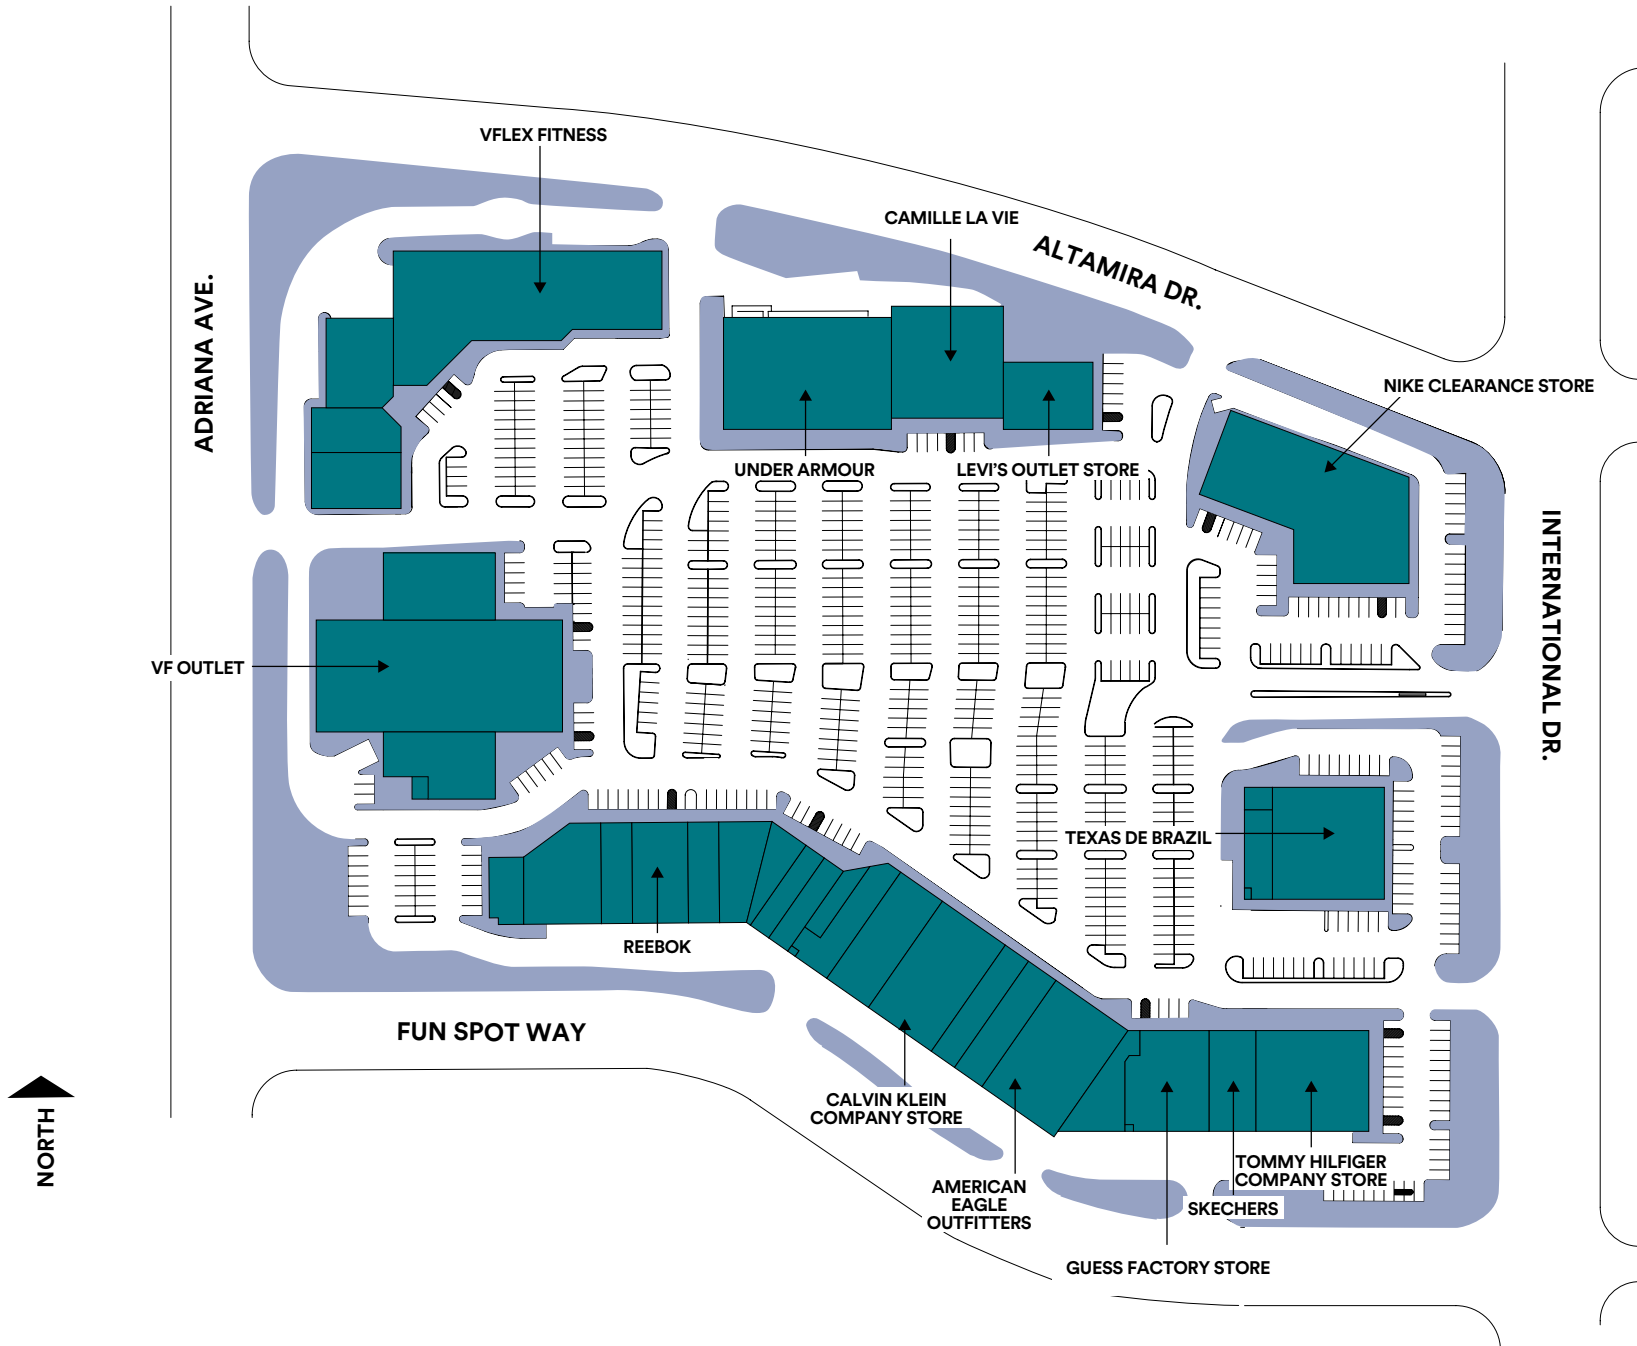 VFLEX FITNESS
CAMILLE LA VIE
ALTAMIRA DR.
ADRIANA AVE.
NIKE CLEARANCE STORE
UNDER ARMOUR
LEVI'S OUTLET STORE
INTERNATIONAL DR.
VF OUTLET
TEXAS DE BRAZIL
REEBOK
FUN SPOT WAY
NORTH
CALVIN KLEIN
COMPANY STORE
AMERICAN
EAGLE
OUTFITTERS
TOMMY HILFIGER
COMPANY STORE
SKECHERS
GUESS FACTORY STORE